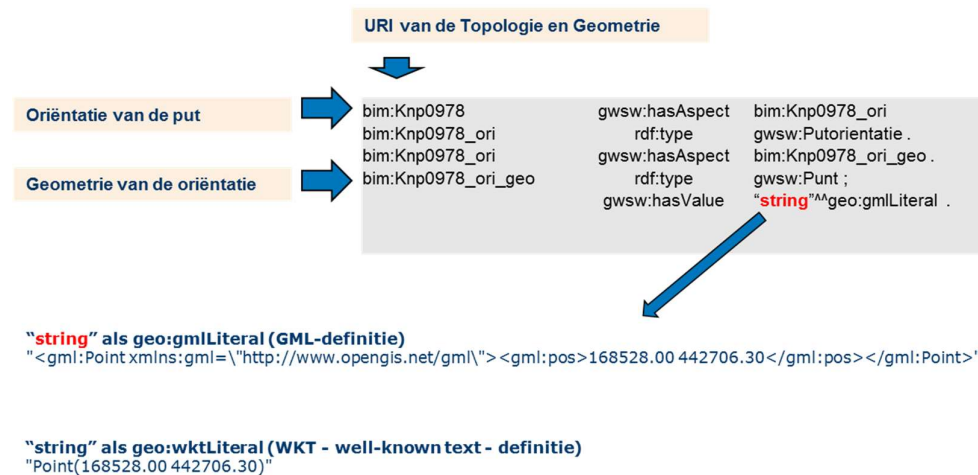 URI van de Topologie en Geometrie
Oriëntatie van de put
Geometrie van de oriëntatie
bim:Knp0978 gwsw:hasAspect bim:Knp0978_ori
bim:Knp0978_ori rdf:type gwsw:Putorientatie .
bim:Knp0978_ori gwsw:hasAspect bim:Knp0978_ori_geo .
bim:Knp0978_ori_geo rdf:type gwsw:Punt ;
gwsw:hasValue “string”^^geo:gmlLiteral .
“string” als geo:gmlLiteral (GML-definitie)
"<gml:Point xmlns:gml=\"http://www.opengis.net/gml\"><gml:pos>168528.00 442706.30</gml:pos></gml:Point>"
“string” als geo:wktLiteral (WKT - well-known text - definitie)
"Point(168528.00 442706.30)"